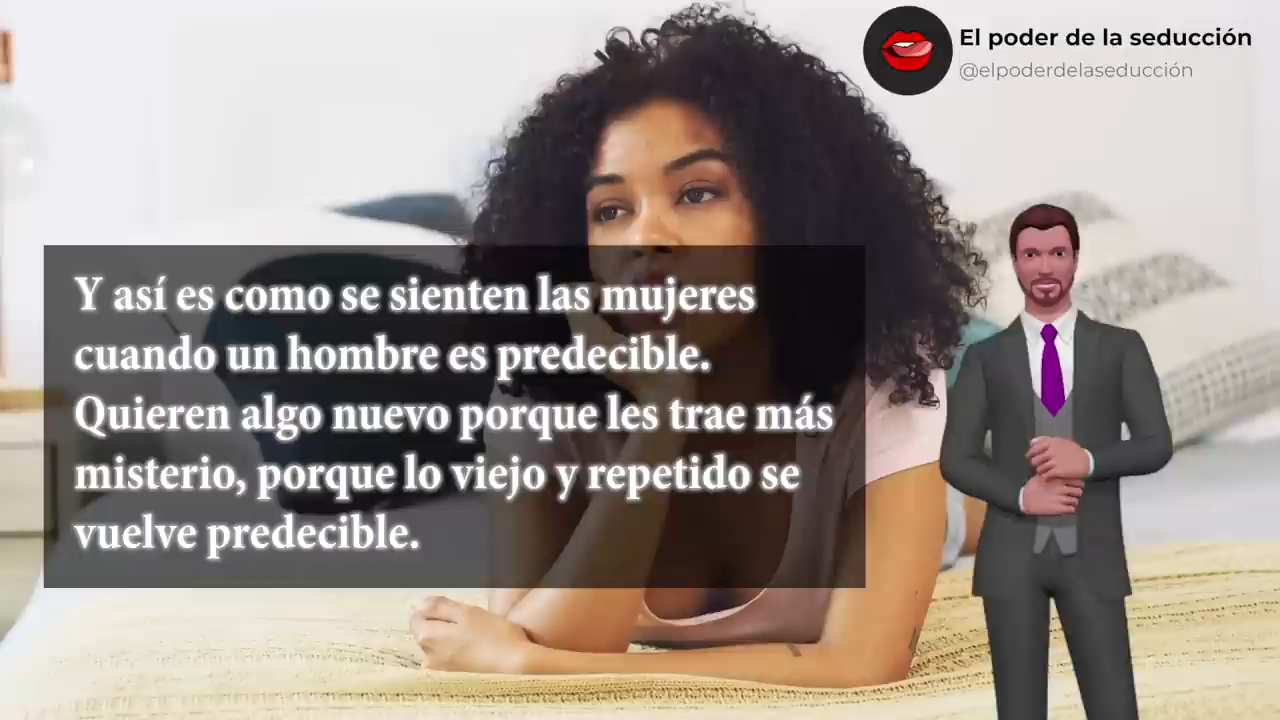 El poder de la seducción
@elpoderdelaseducción
Y así es como se sienten las mujeres
cuando un hombre es predecible.
Quieren algo nuevo porque les trae más
misterio, porque lo viejo y repetido se
vuelve predecible.